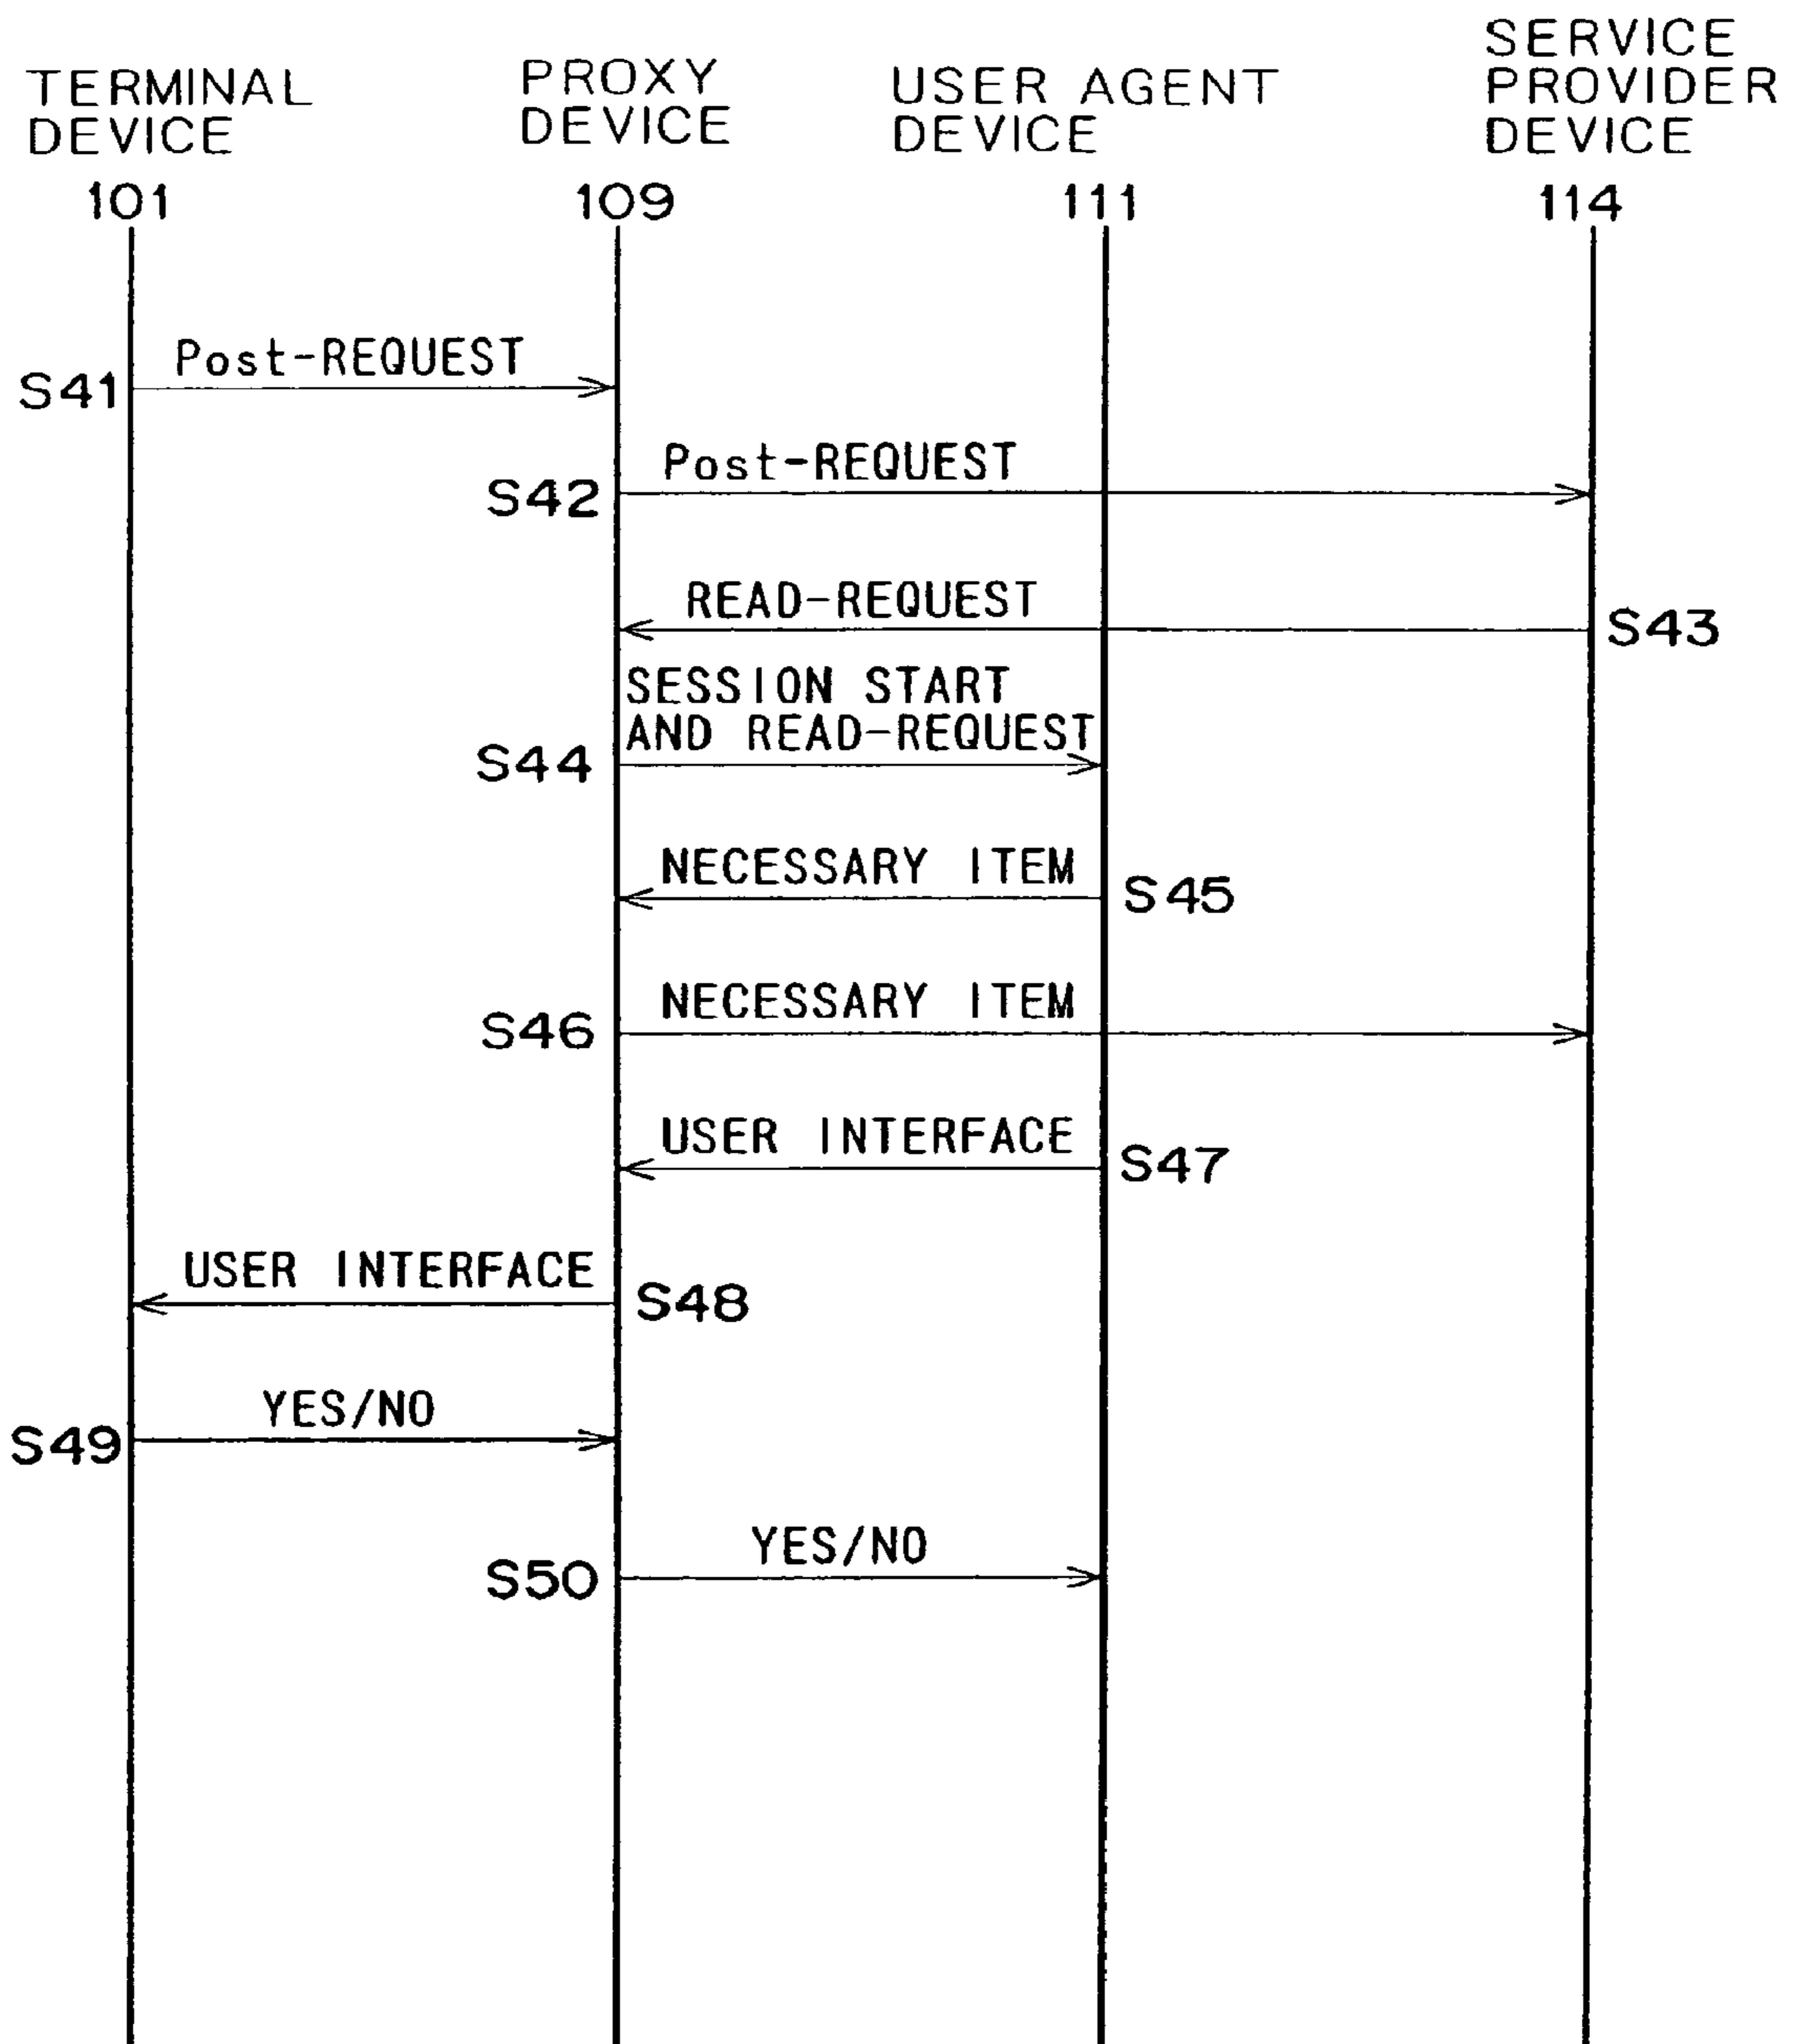 TERMINAL
DEVICE
101
PROXY
DEVICE
109
USER AGENT
DEVICE
111
SERVICE
PROVIDER
DEVICE
114
S41
Post-REQUEST
S42
Post-REQUEST
READ-REQUEST
S43
SESSION START
AND READ-REQUEST
S44
NECESSARY ITEM
S45
NECESSARY ITEM
S46
USER INTERFACE
S47
USER INTERFACE
S48
YES/NO
S49
YES/NO
S50